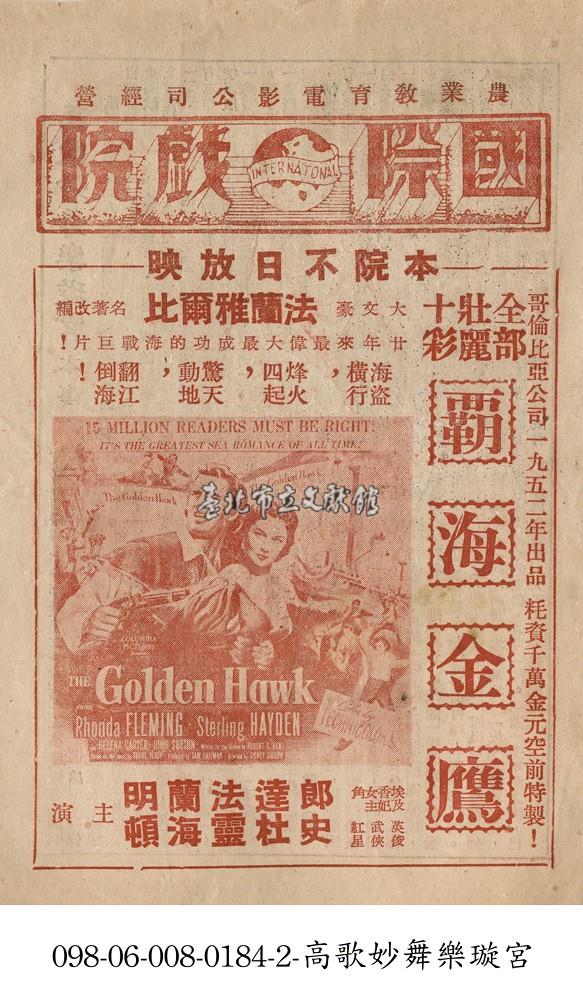 農業教育電影公司經營
國際戲院
INTERNATONAL
本院不日放映
哥倫比亞公司一九五二年出品 耗資千萬金元空前特製！
全部壯麗十彩
霸海金鷹
大文豪法蘭雅爾比名著改編
廿年來最偉大最成功的海戰巨片！
海盜橫行，烽火四起，驚天動地，翻江倒海！
15 MILLION READERS MUST BE RIGHT!
IT'S THE GREATEST SEA ROMANCE OF ALL TIME!
The Golden Hawk
The Golden Hawk
臺北市立文獻館
COLUMBIA PICTURES
THE Golden Hawk
Rhonda FLEMING · Sterling HAYDEN
HELENA CARTER · JOHN SUTTON
TECHNICOLOR
埃及香妃女主角
郎達法蘭明
英俊武俠紅星
史杜靈海頓
主演
098-06-008-0184-2-高歌妙舞樂璇宮